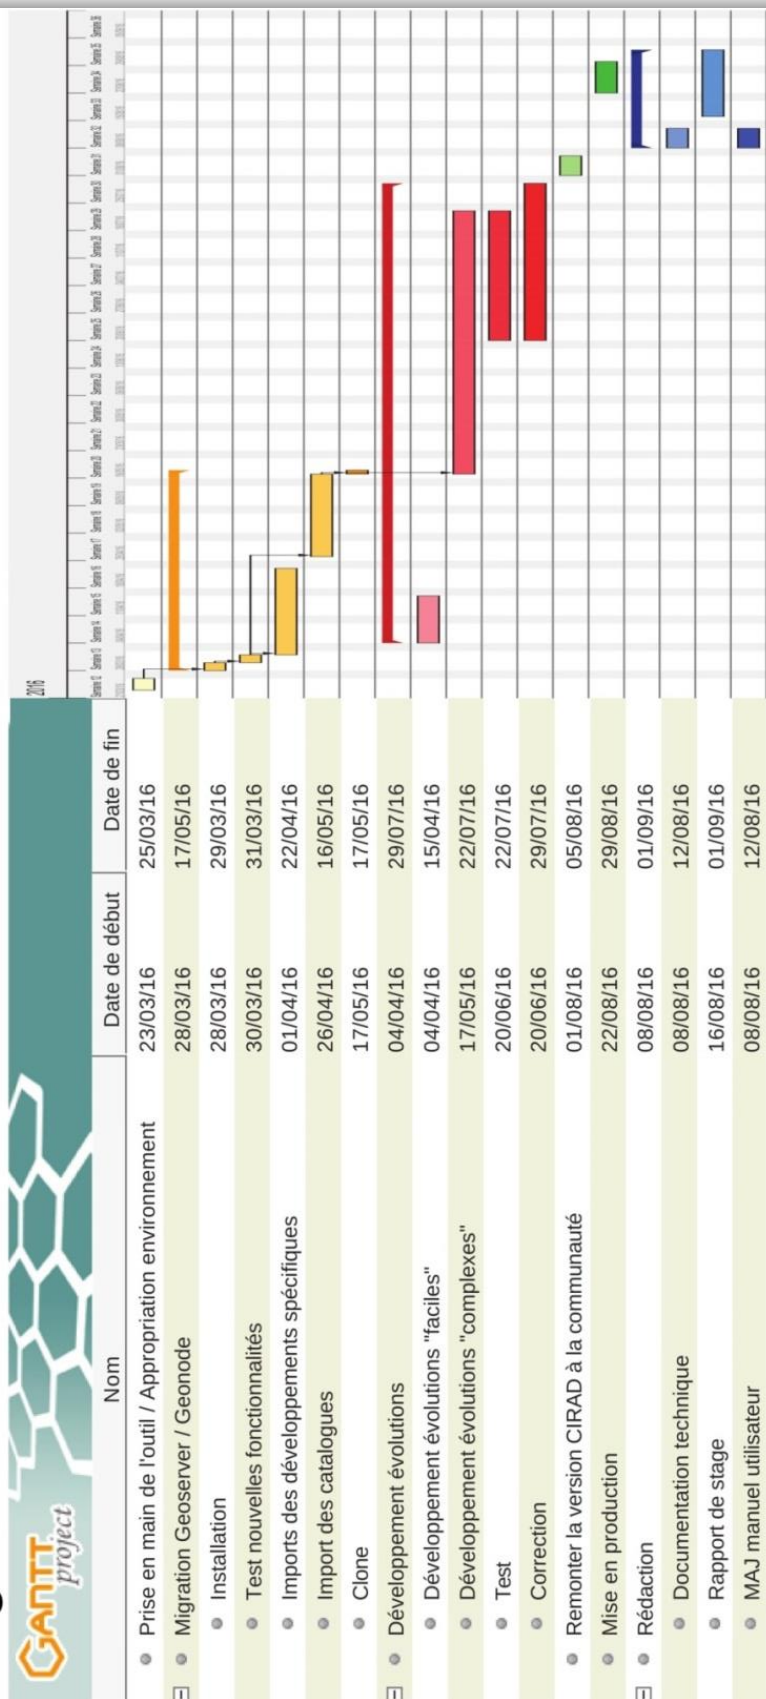 GANTT
project
2016
Nom Date de début Date de fin
Prise en main de l'outil / Appropriation environnement 23/03/16 25/03/16
Migration Geoserver / Geonode 28/03/16 17/05/16
Installation 28/03/16 29/03/16
Test nouvelles fonctionnalités 30/03/16 31/03/16
Imports des développements spécifiques 01/04/16 22/04/16
Import des catalogues 26/04/16 16/05/16
Clone 17/05/16 17/05/16
Développement évolutions 04/04/16 29/07/16
Développement évolutions "faciles" 04/04/16 15/04/16
Développement évolutions "complexes" 17/05/16 22/07/16
Test 20/06/16 22/07/16
Correction 20/06/16 29/07/16
Remonter la version CIRAD à la communauté 01/08/16 05/08/16
Mise en production 22/08/16 29/08/16
Rédaction 08/08/16 01/09/16
Documentation technique 08/08/16 12/08/16
Rapport de stage 16/08/16 01/09/16
MAJ manuel utilisateur 08/08/16 12/08/16